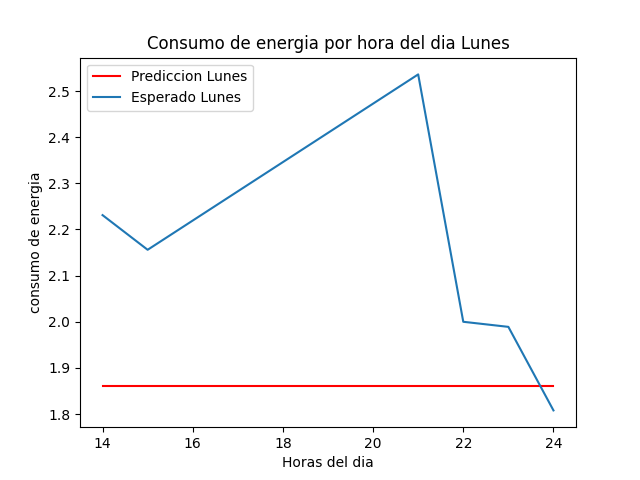 Consumo de energia por hora del dia Lunes
Prediccion Lunes
Esperado Lunes
consumo de energia
2.5
2.4
2.3
2.2
2.1
2.0
1.9
1.8
14 16 18 20 22 24
Horas del dia